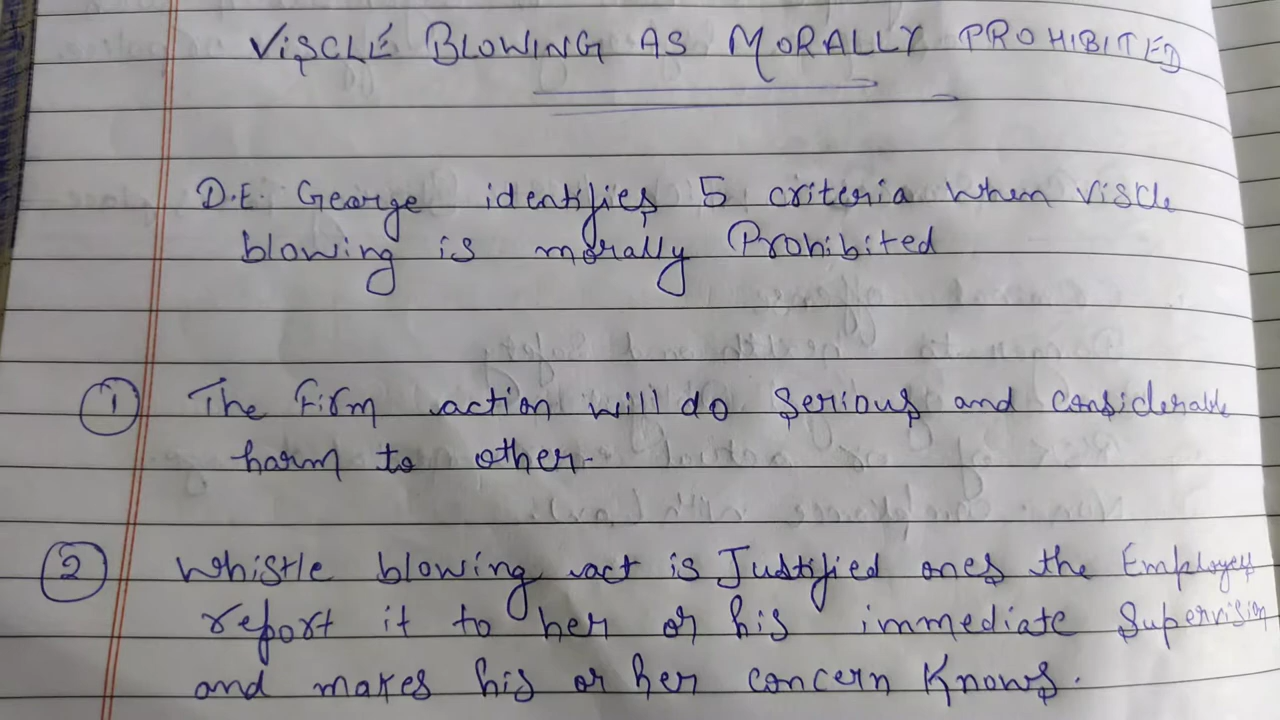 ViSCLÉ BLOWING AS MORALLY PROHIBITED
D.E. George identifies 5 criteria when viscle
blowing is morally Prohibited
① The Firm action will do Serious and considerable
harm to other.
② Whistle blowing act is Justified ones the Employee
report it to her or his immediate Supervision
and makes his or her concern Knows.